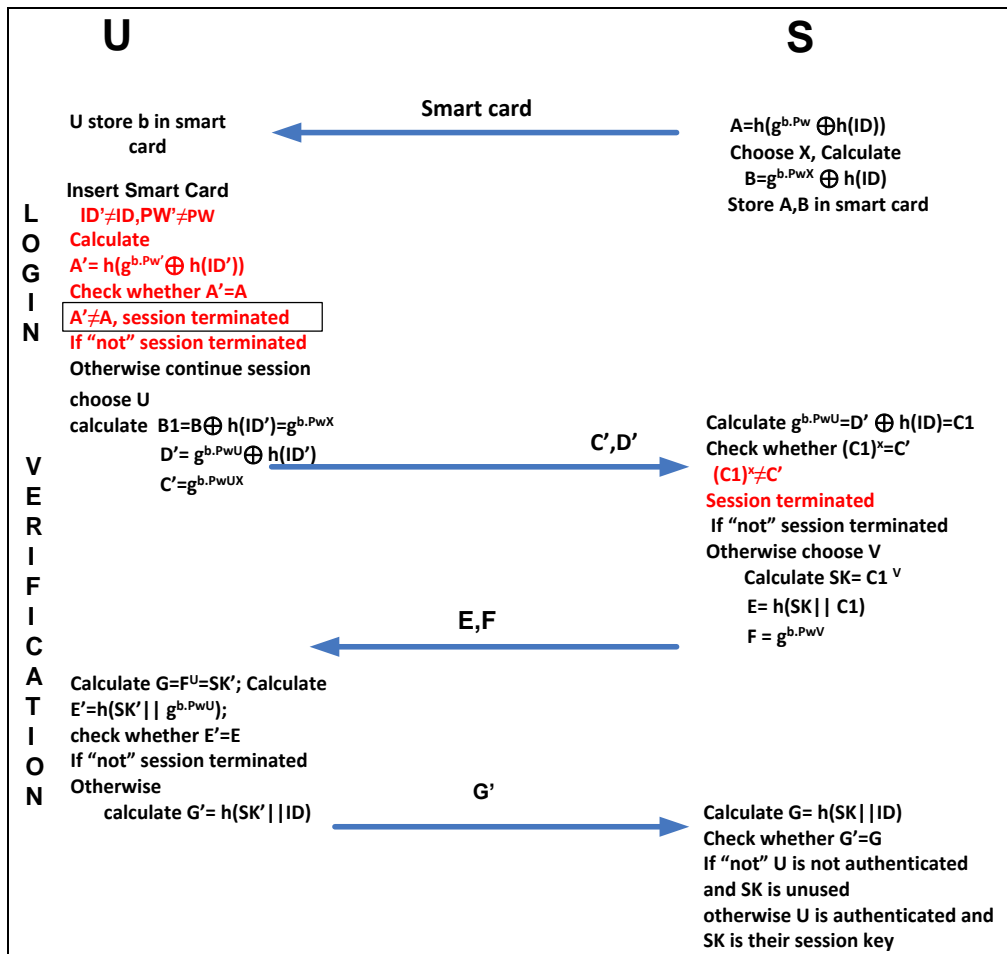 U
S
Smart card
U store b in smart
card
A=h(g^b.Pw ⊕h(ID))
Choose X, Calculate
B=g^b.PwX ⊕ h(ID)
Store A,B in smart card
LOGIN
Insert Smart Card
ID'≠ID,PW'≠PW
Calculate
A'= h(g^b.Pw' ⊕ h(ID'))
Check whether A'=A
A'≠A, session terminated
If "not" session terminated
Otherwise continue session
VERIFICATION
choose U
calculate B1=B⊕ h(ID')=g^b.PwX
D'= g^b.PwU⊕ h(ID')
C'=g^b.PwUX
C',D'
Calculate g^b.PwU=D' ⊕ h(ID)=C1
Check whether (C1)^x=C'
(C1)^x≠C'
Session terminated
If "not" session terminated
Otherwise choose V
Calculate SK= C1 ^V
E= h(SK|| C1)
F = g^b.PwV
E,F
Calculate G=F^U=SK'; Calculate
E'=h(SK'|| g^b.PwU);
check whether E'=E
If "not" session terminated
Otherwise
calculate G'= h(SK'||ID)
G'
Calculate G= h(SK||ID)
Check whether G'=G
If "not" U is not authenticated
and SK is unused
otherwise U is authenticated and
SK is their session key